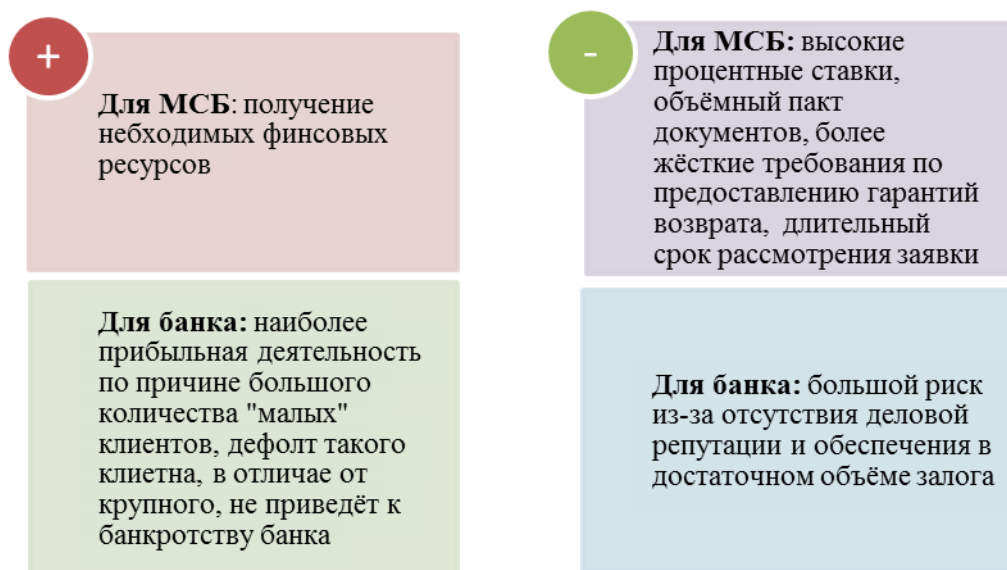 +
Для МСБ: получение
небходимых финсовых
ресурсов
Для банка: наиболее
прибыльная деятельность
по причине большого
количества "малых"
клиентов, дефолт такого
клиетна, в отличае от
крупного, не приведёт к
банкротству банка
-
Для МСБ: высокие
процентные ставки,
объёмный пакт
документов, более
жёсткие требования по
предоставлению гарантий
возврата,  длительный
срок рассмотрения заявки
Для банка: большой риск
из-за отсутствия деловой
репутации и обеспечения в
достаточном объёме залога